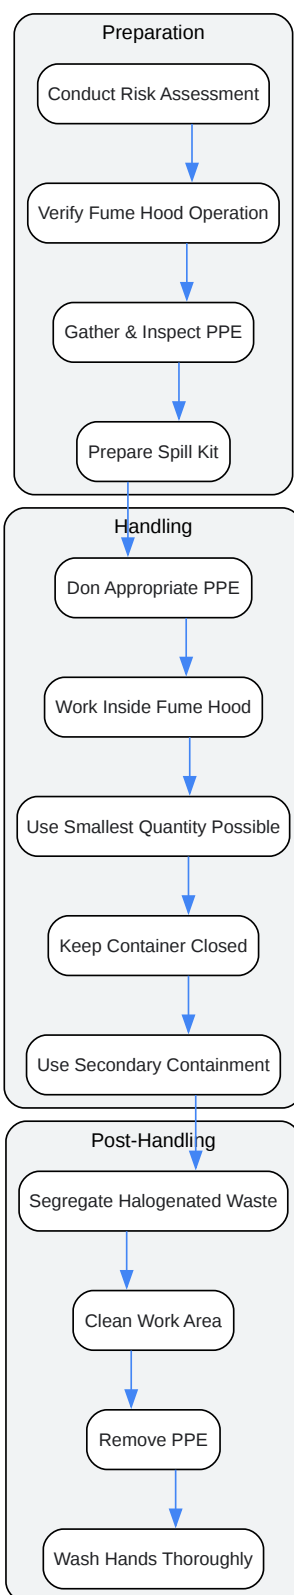 Preparation
Conduct Risk Assessment
Verify Fume Hood Operation
Gather & Inspect PPE
Prepare Spill Kit
Handling
Don Appropriate PPE
Work Inside Fume Hood
Use Smallest Quantity Possible
Keep Container Closed
Use Secondary Containment
Post-Handling
Segregate Halogenated Waste
Clean Work Area
Remove PPE
Wash Hands Thoroughly